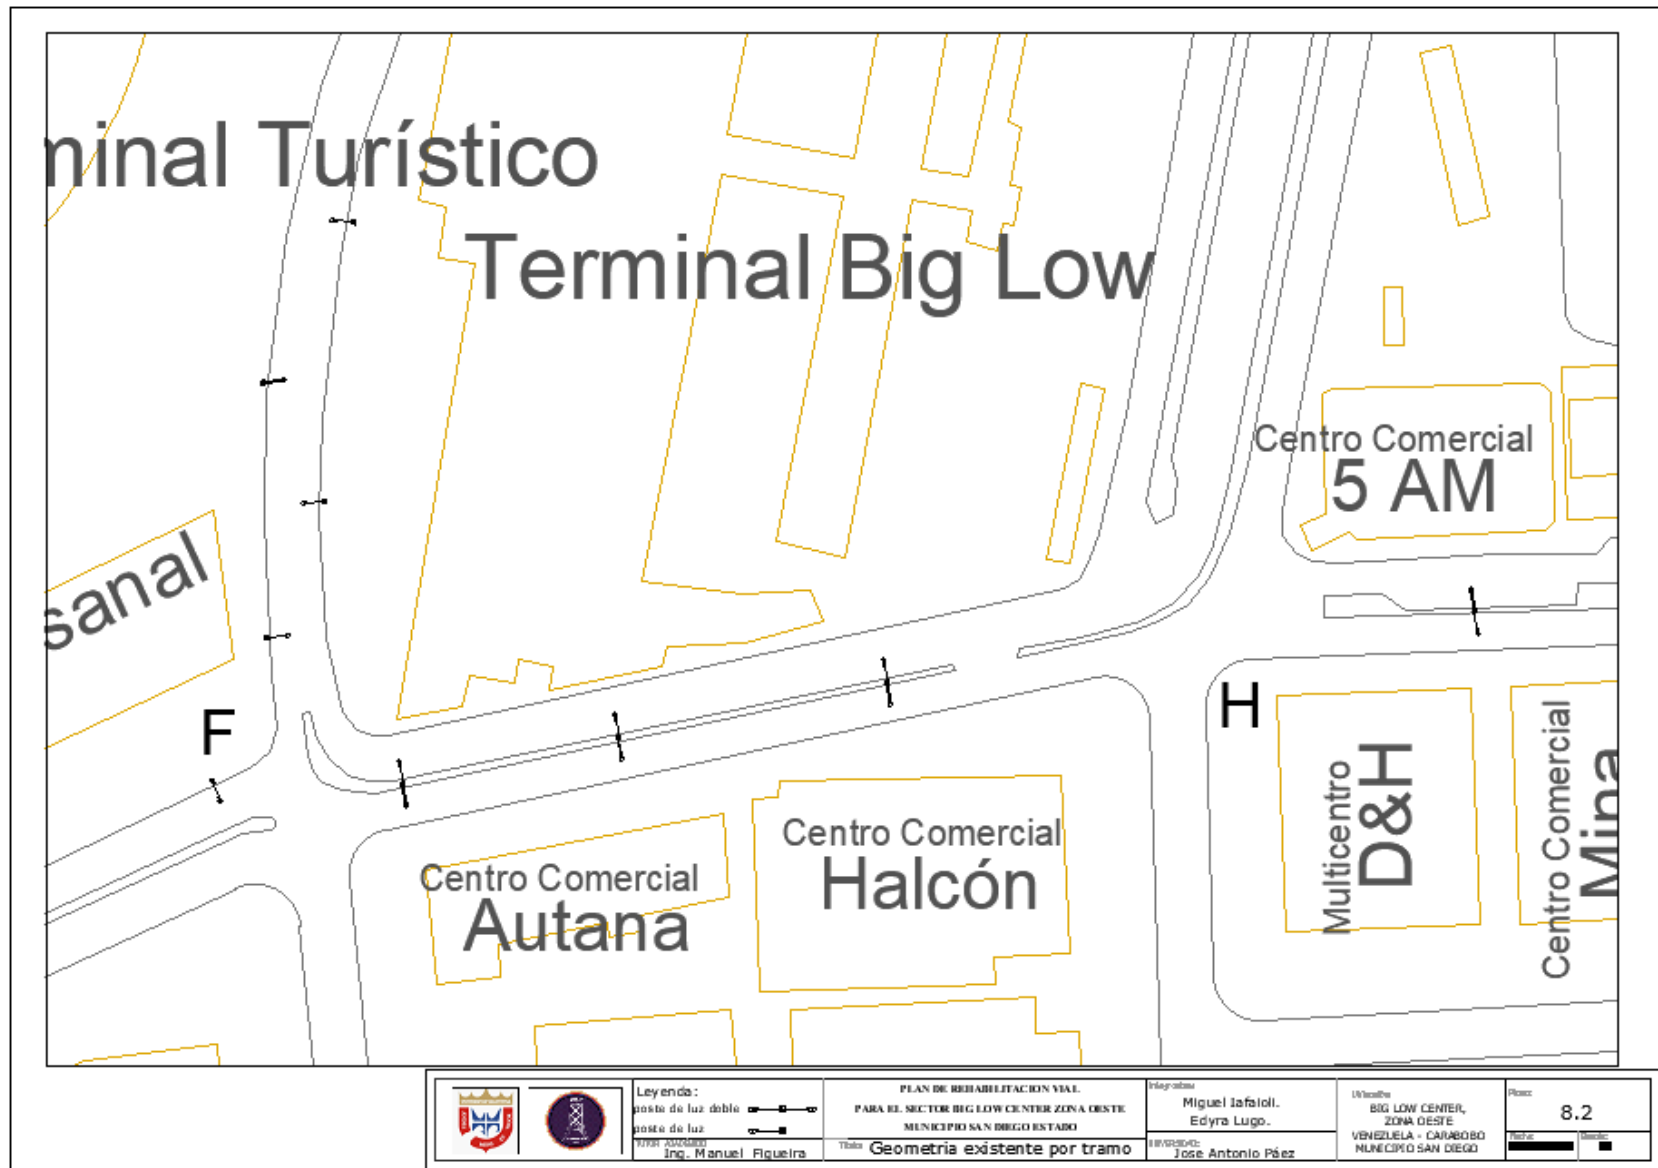 minal Turístico
Terminal Big Low
Centro Comercial
5 AM
sanal
F
H
Centro Comercial
Halcón
Centro Comercial
Autana
Multicentro
D&H
Centro Comercial
Mina
Leyenda:
poste de luz doble
poste de luz
Ing. Manuel Figueira
PLAN DE REHABILITACION VIAL
PARA EL SECTOR BIG LOW CENTER ZONA OESTE
MUNICIPIO SAN DIEGO ESTADO
Geometria existente por tramo
Miguel Iafaioli.
Edyra Lugo.
Jose Antonio Páez
BIG LOW CENTER,
ZONA OESTE
VENEZUELA - CARABOBO
MUNICIPIO SAN DIEGO
8.2